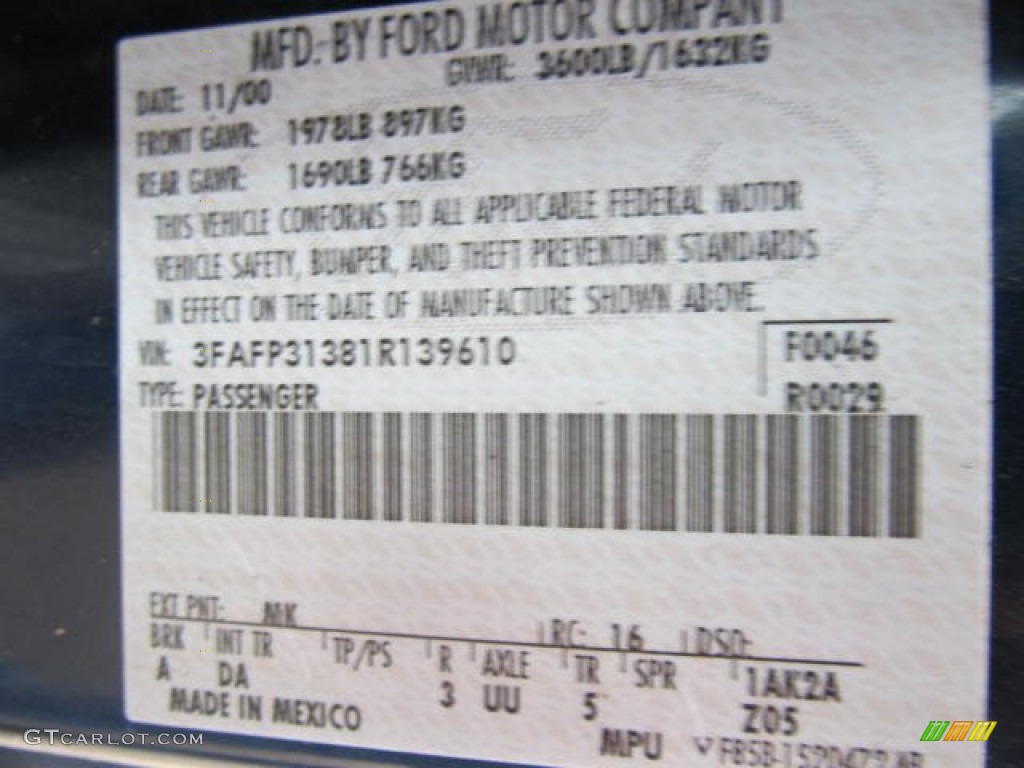 MFD. BY FORD MOTOR COMPANY
GVWR: 3600LB/1632KG
DATE: 11/00
FRONT GAWR: 1978LB 897KG
REAR GAWR: 1690LB 766KG
THIS VEHICLE CONFORMS TO ALL APPLICABLE FEDERAL MOTOR
VEHICLE SAFETY, BUMPER, AND THEFT PREVENTION STANDARDS
IN EFFECT ON THE DATE OF MANUFACTURE SHOWN ABOVE.
VIN: 3FAFP31381R139610 F0046
TYPE: PASSENGER R0029
EXT PNT: MK RC: 16 DSO:
BRK INT TR TP/PS R AXLE TR SPR 1AK2A
A DA 3 UU 5 Z05
MADE IN MEXICO MPU
GTCARLOT.COM